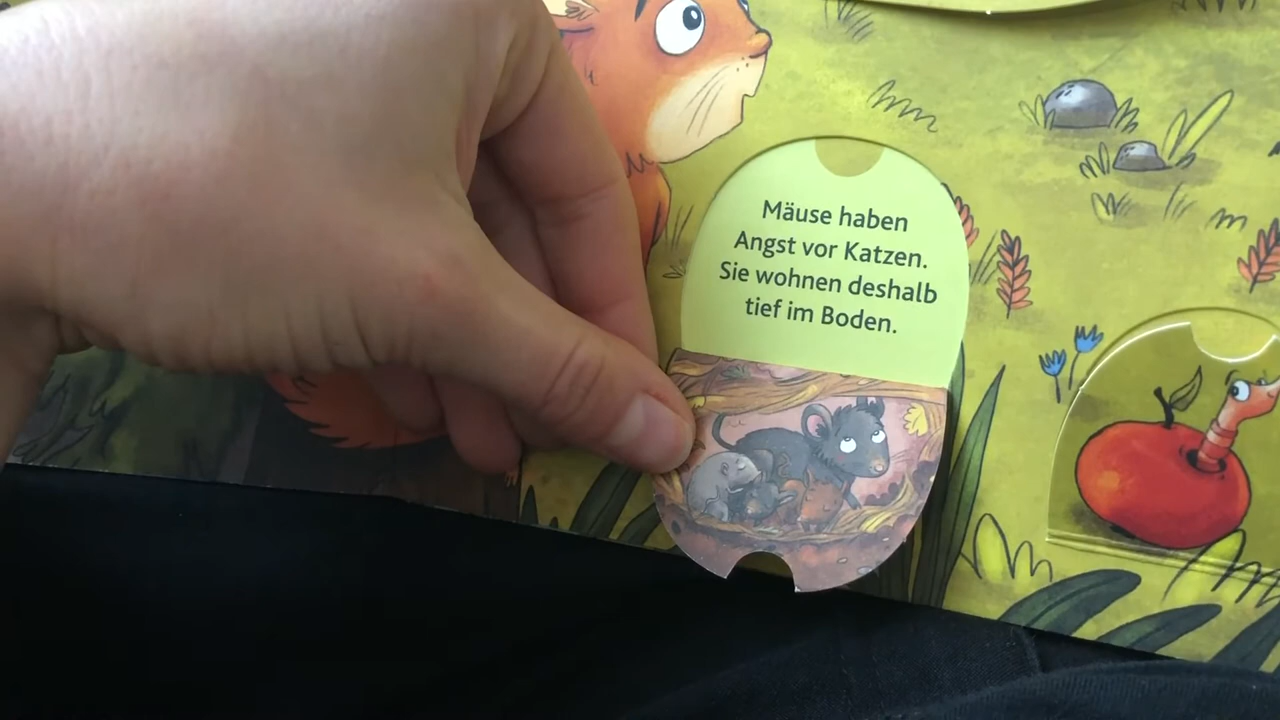 Mäuse haben
Angst vor Katzen.
Sie wohnen deshalb
tief im Boden.